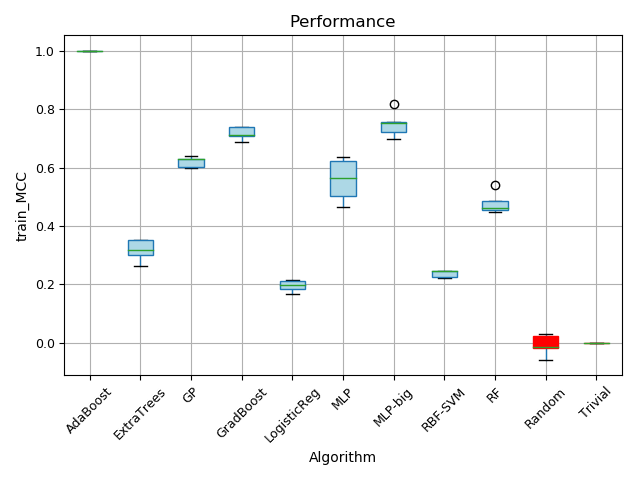 Performance
train_MCC
1.0
0.8
0.6
0.4
0.2
0.0
AdaBoost
ExtraTrees
GP
GradBoost
LogisticReg
MLP
MLP-big
RBF-SVM
RF
Random
Trivial
Algorithm